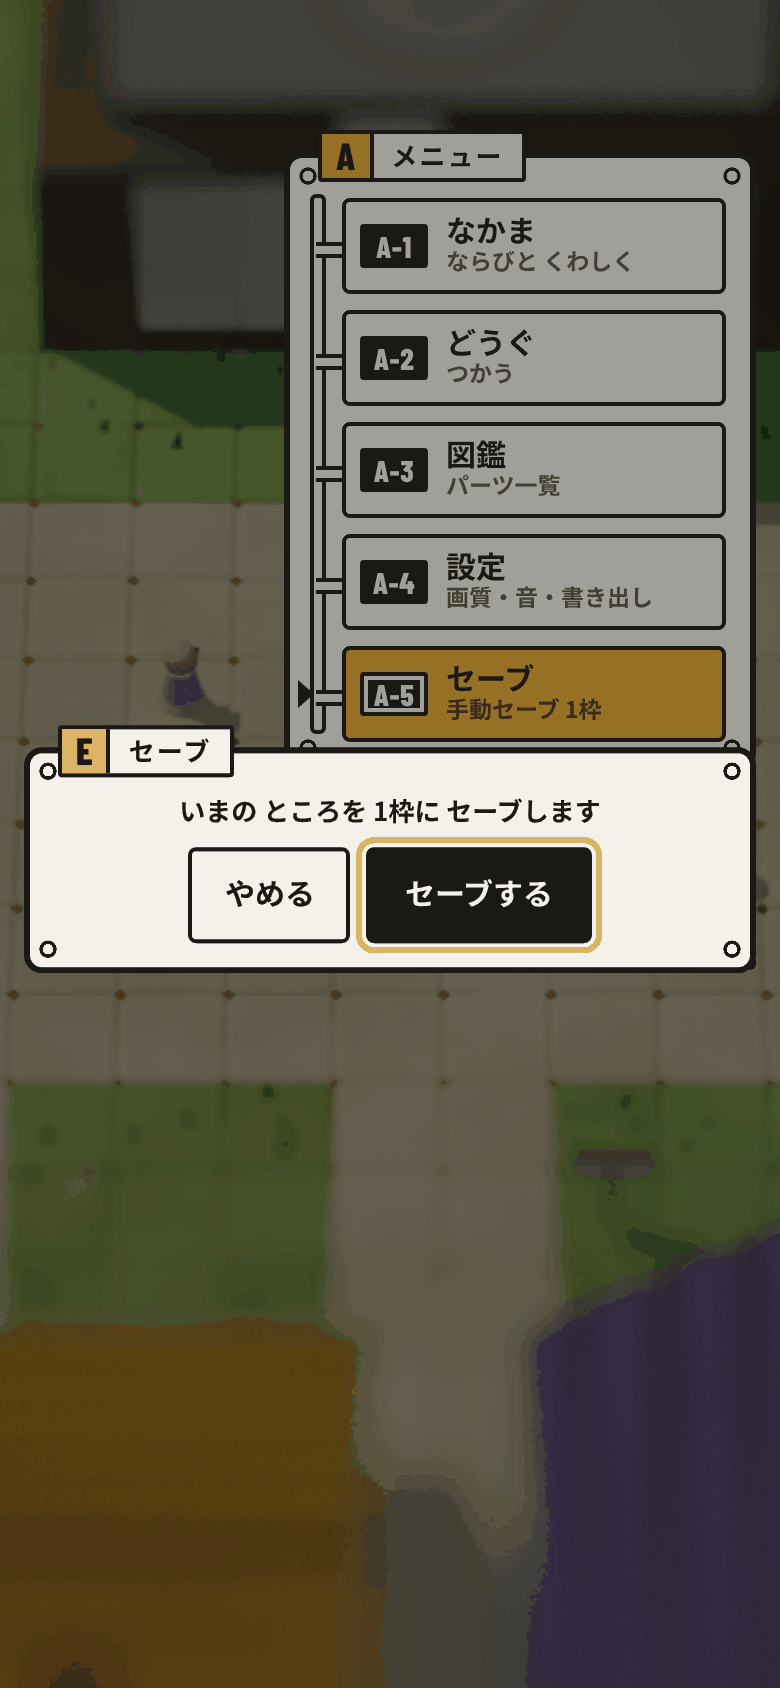 A メニュー
A-1 なかま
ならびと くわしく
A-2 どうぐ
つかう
A-3 図鑑
パーツ一覧
A-4 設定
画質・音・書き出し
A-5 セーブ
手動セーブ 1枠
E セーブ
いまの ところを 1枠に セーブします
やめる セーブする